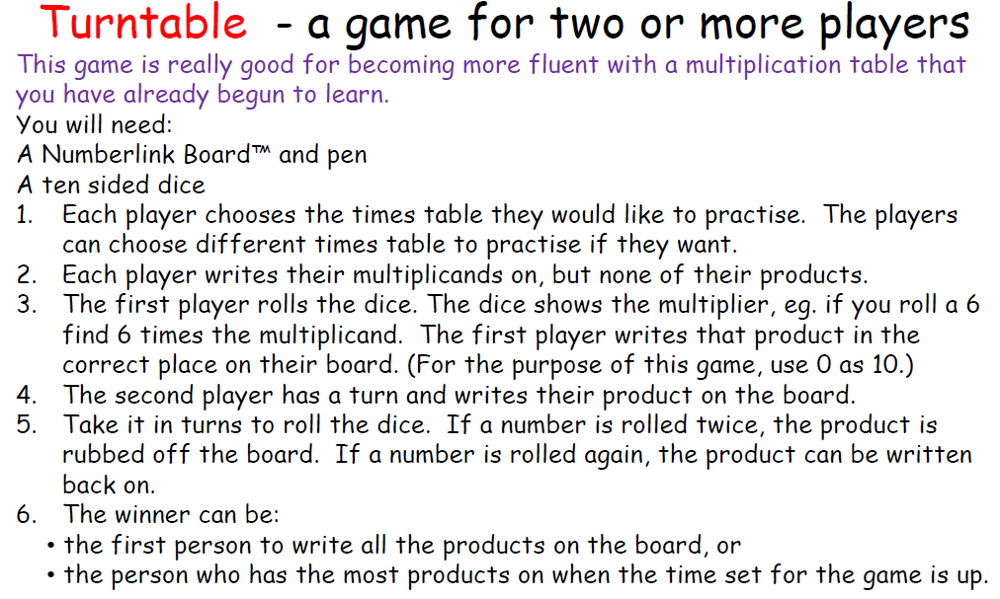 Turntable - a game for two or more players
This game is really good for becoming more fluent with a multiplication table that
you have already begun to learn.
You will need:
A Numberlink Board™ and pen
A ten sided dice
1. Each player chooses the times table they would like to practise. The players
can choose different times table to practise if they want.
2. Each player writes their multiplicands on, but none of their products.
3. The first player rolls the dice. The dice shows the multiplier, eg. if you roll a 6
find 6 times the multiplicand. The first player writes that product in the
correct place on their board. (For the purpose of this game, use 0 as 10.)
4. The second player has a turn and writes their product on the board.
5. Take it in turns to roll the dice. If a number is rolled twice, the product is
rubbed off the board. If a number is rolled again, the product can be written
back on.
6. The winner can be:
• the first person to write all the products on the board, or
• the person who has the most products on when the time set for the game is up.